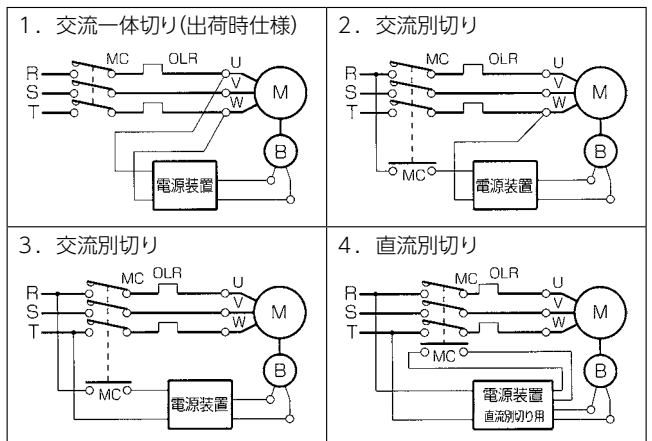 1．交流一体切り(出荷時仕様)
MC OLR U
R V
S W
T M
B
電源装置
2．交流別切り
MC OLR U
R V
S W
T M
B
MC
電源装置
3．交流別切り
MC OLR U
R V
S W
T M
B
MC
電源装置
4．直流別切り
MC OLR U
R V
S W
T M
MC
B
電源装置
直流別切り用